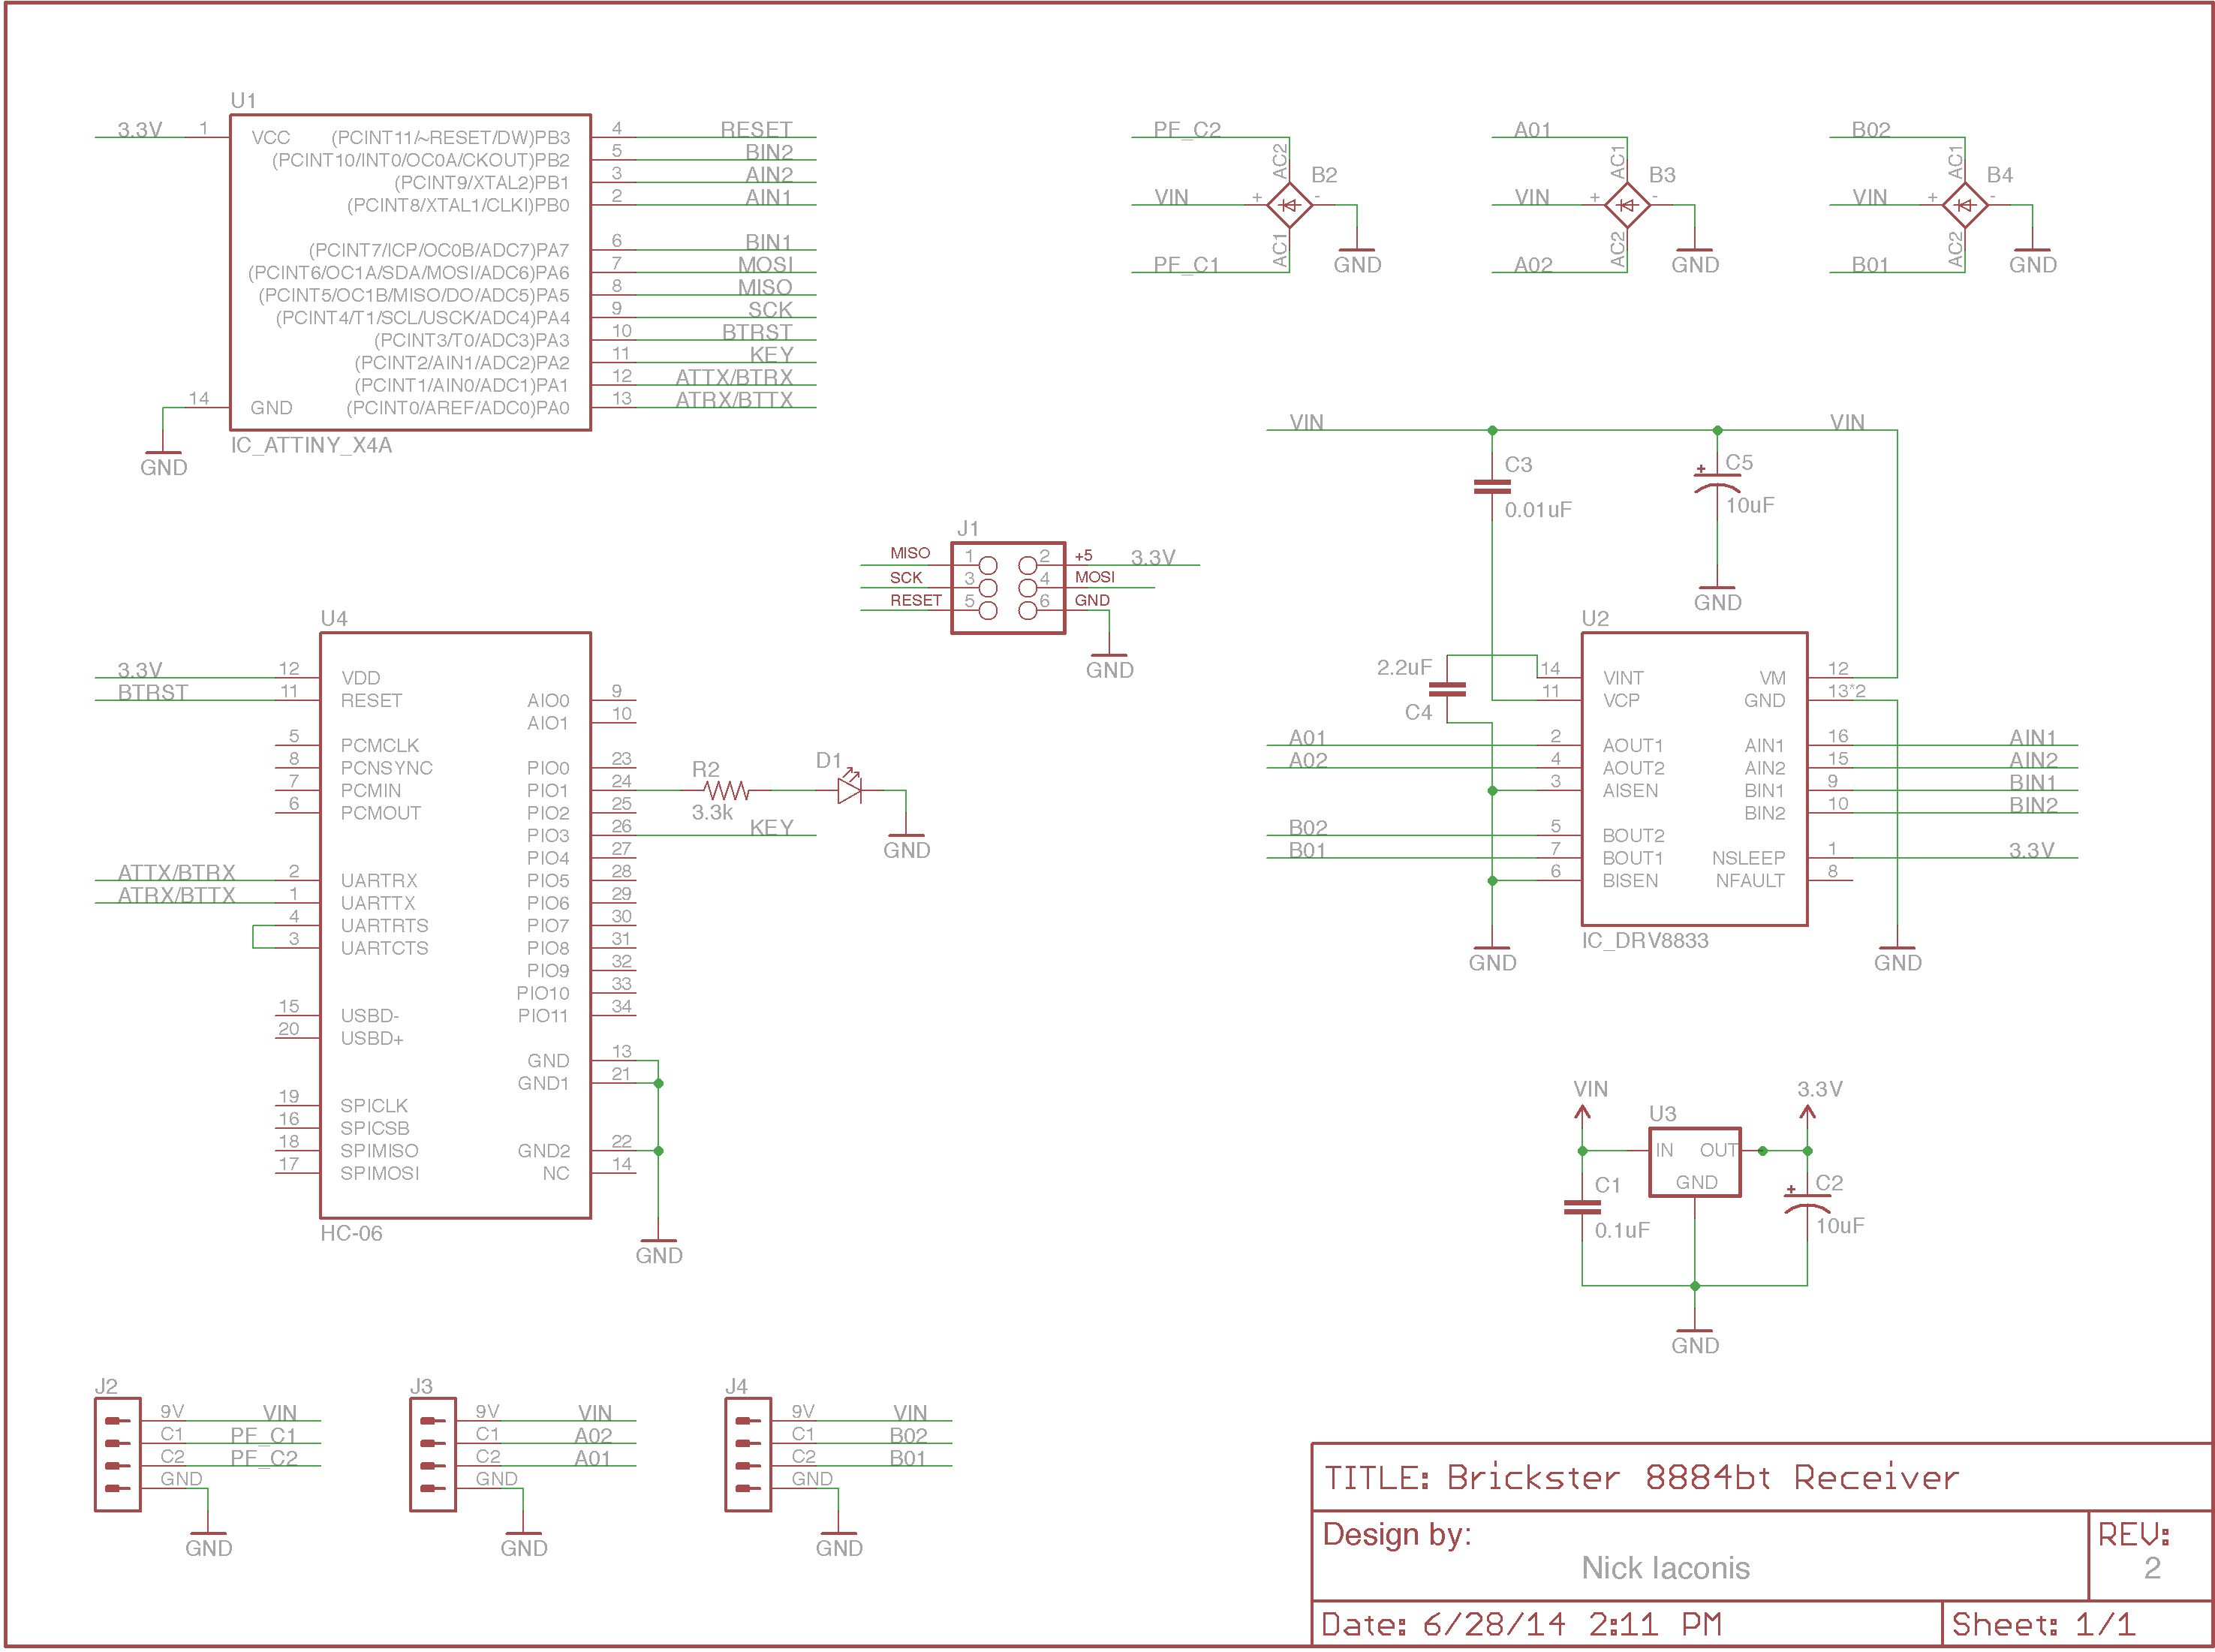 U1
3.3V 1 VCC (PCINT11/~RESET/DW)PB3 4 RESET
(PCINT10/INT0/OC0A/CKOUT)PB2 5 BIN2
(PCINT9/XTAL2)PB1 3 AIN2
(PCINT8/XTAL1/CLKI)PB0 2 AIN1
(PCINT7/ICP/OC0B/ADC7)PA7 6 BIN1
(PCINT6/OC1A/SDA/MOSI/ADC6)PA6 7 MOSI
(PCINT5/OC1B/MISO/DO/ADC5)PA5 8 MISO
(PCINT4/T1/SCL/USCK/ADC4)PA4 9 SCK
(PCINT3/T0/ADC3)PA3 10 BTRST
(PCINT2/AIN1/ADC2)PA2 11 KEY
(PCINT1/AIN0/ADC1)PA1 12 ATTX/BTRX
14 GND (PCINT0/AREF/ADC0)PA0 13 ATRX/BTTX
IC_ATTINY_X4A
GND
PF_C2 AC2
VIN + B2 -
PF_C1 AC1 GND
A01 AC1
VIN + B3 -
A02 AC2 GND
B02 AC1
VIN + B4 -
B01 AC2 GND
VIN VIN
C3
0.01uF
+ C5
10uF
GND
J1
MISO 1 2 +5 3.3V
SCK 3 4 MOSI
RESET 5 6 GND
GND
U2
2.2uF 14 VINT VM 12
C4 11 VCP GND 13*2
A01 2 AOUT1 AIN1 16 AIN1
A02 4 AOUT2 AIN2 15 AIN2
3 AISEN BIN1 9 BIN1
BIN2 10 BIN2
B02 5 BOUT2
B01 7 BOUT1 NSLEEP 1 3.3V
6 BISEN NFAULT 8
IC_DRV8833
GND GND
U4
3.3V 12 VDD
BTRST 11 RESET AIO0 9
AIO1 10
5 PCMCLK
8 PCNSYNC PIO0 23
7 PCMIN PIO1 24
6 PCMOUT PIO2 25
PIO3 26 KEY
PIO4 27
ATTX/BTRX 2 UARTRX PIO5 28
ATRX/BTTX 1 UARTTX PIO6 29
4 UARTRTS PIO7 30
3 UARTCTS PIO8 31
PIO9 32
PIO10 33
15 USBD- PIO11 34
20 USBD+
GND 13
GND1 21
19 SPICLK
16 SPICSB
18 SPIMISO GND2 22
17 SPIMOSI NC 14
HC-06
GND
R2
3.3k
D1
GND
VIN 3.3V
U3
IN OUT
GND
C1
0.1uF
+ C2
10uF
GND
J2
9V VIN
C1 PF_C1
C2 PF_C2
GND
GND
J3
9V VIN
C1 A02
C2 A01
GND
GND
J4
9V VIN
C1 B02
C2 B01
GND
GND
TITLE: Brickster 8884bt Receiver
Design by:
Nick Iaconis
REV:
2
Date: 6/28/14 2:11 PM
Sheet: 1/1